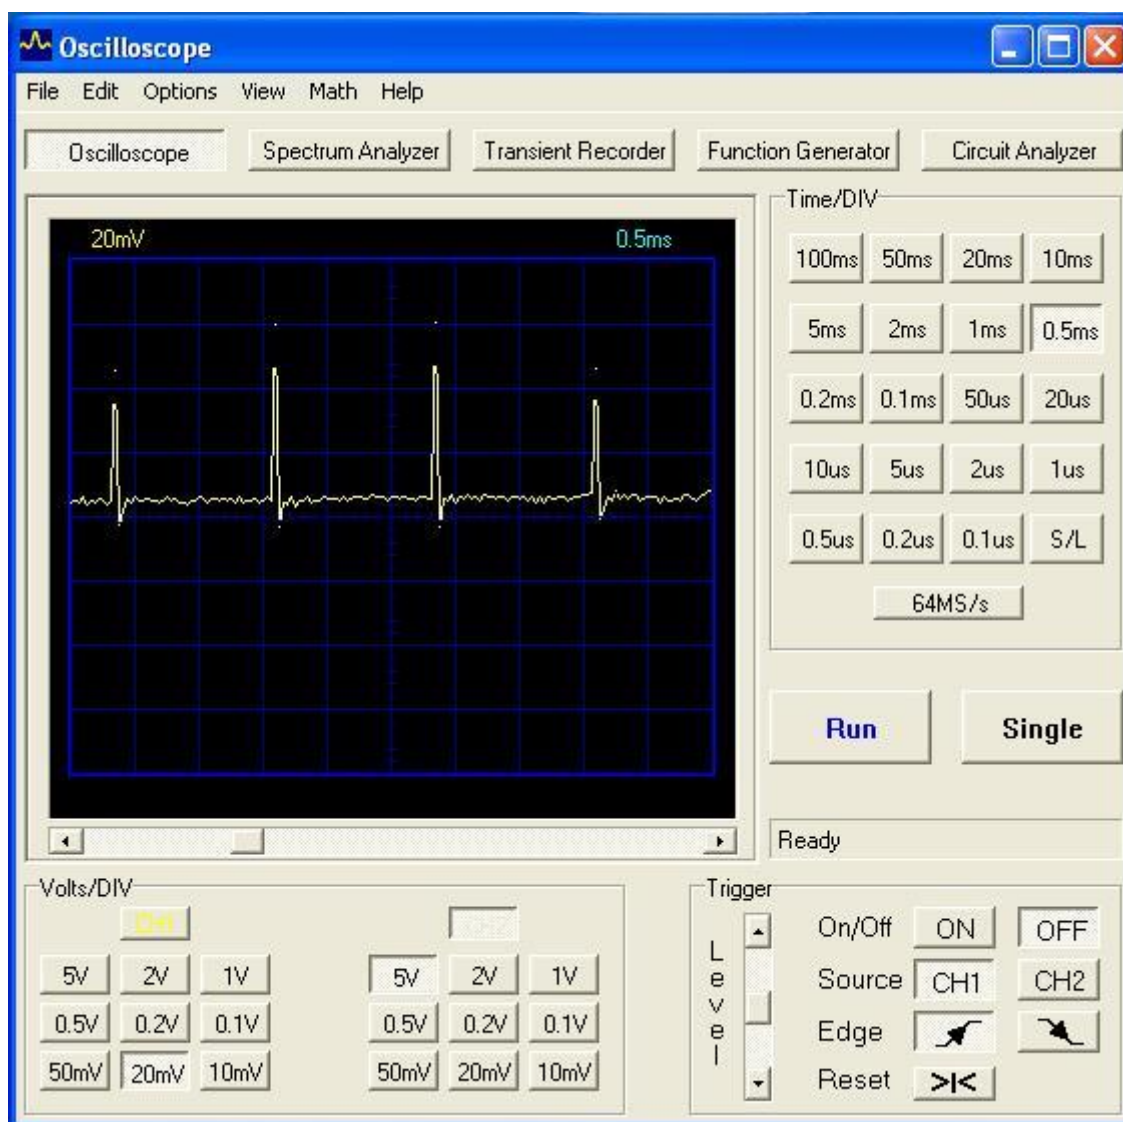 Oscilloscope
File Edit Options View Math Help
Oscilloscope Spectrum Analyzer Transient Recorder Function Generator Circuit Analyzer
Time/DIV
20mV 0.5ms
100ms 50ms 20ms 10ms
5ms 2ms 1ms 0.5ms
0.2ms 0.1ms 50us 20us
10us 5us 2us 1us
0.5us 0.2us 0.1us S/L
64MS/s
Run Single
Ready
Volts/DIV
CH1 CH2
5V 2V 1V 5V 2V 1V
0.5V 0.2V 0.1V 0.5V 0.2V 0.1V
50mV 20mV 10mV 50mV 20mV 10mV
Trigger
Level
On/Off ON OFF
Source CH1 CH2
Edge
Reset >I<